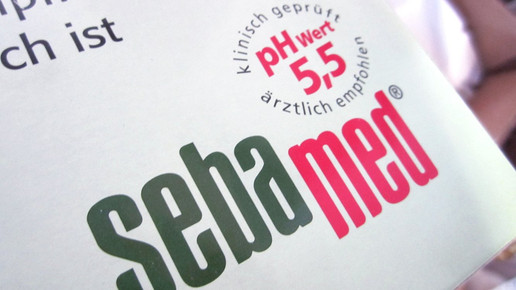 ch ist
klinisch geprüft
pH Wert
5,5
ärztlich empfohlen
sebamed®